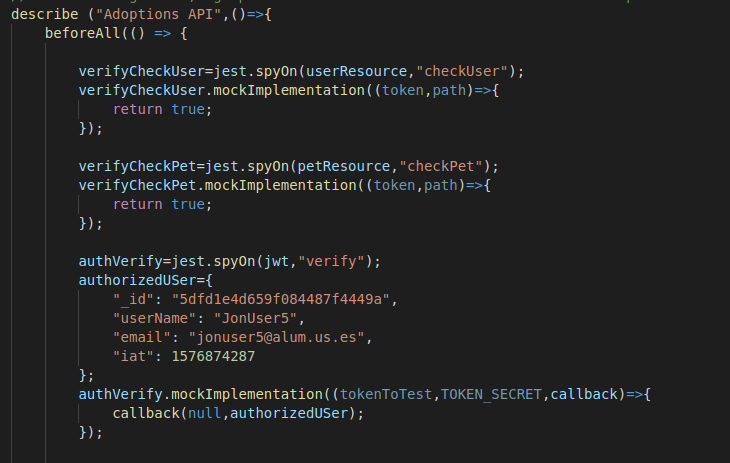 describe ("Adoptions API",()=>{
beforeAll(() => {
verifyCheckUser=jest.spyOn(userResource,"checkUser");
verifyCheckUser.mockImplementation((token,path)=>{
return true;
});
verifyCheckPet=jest.spyOn(petResource,"checkPet");
verifyCheckPet.mockImplementation((token,path)=>{
return true;
});
authVerify=jest.spyOn(jwt,"verify");
authorizedUSer={
"_id": "5dfd1e4d659f084487f4449a",
"userName": "JonUser5",
"email": "jonuser5@alum.us.es",
"iat": 1576874287
};
authVerify.mockImplementation((tokenToTest,TOKEN_SECRET,callback)=>{
callback(null,authorizedUSer);
});